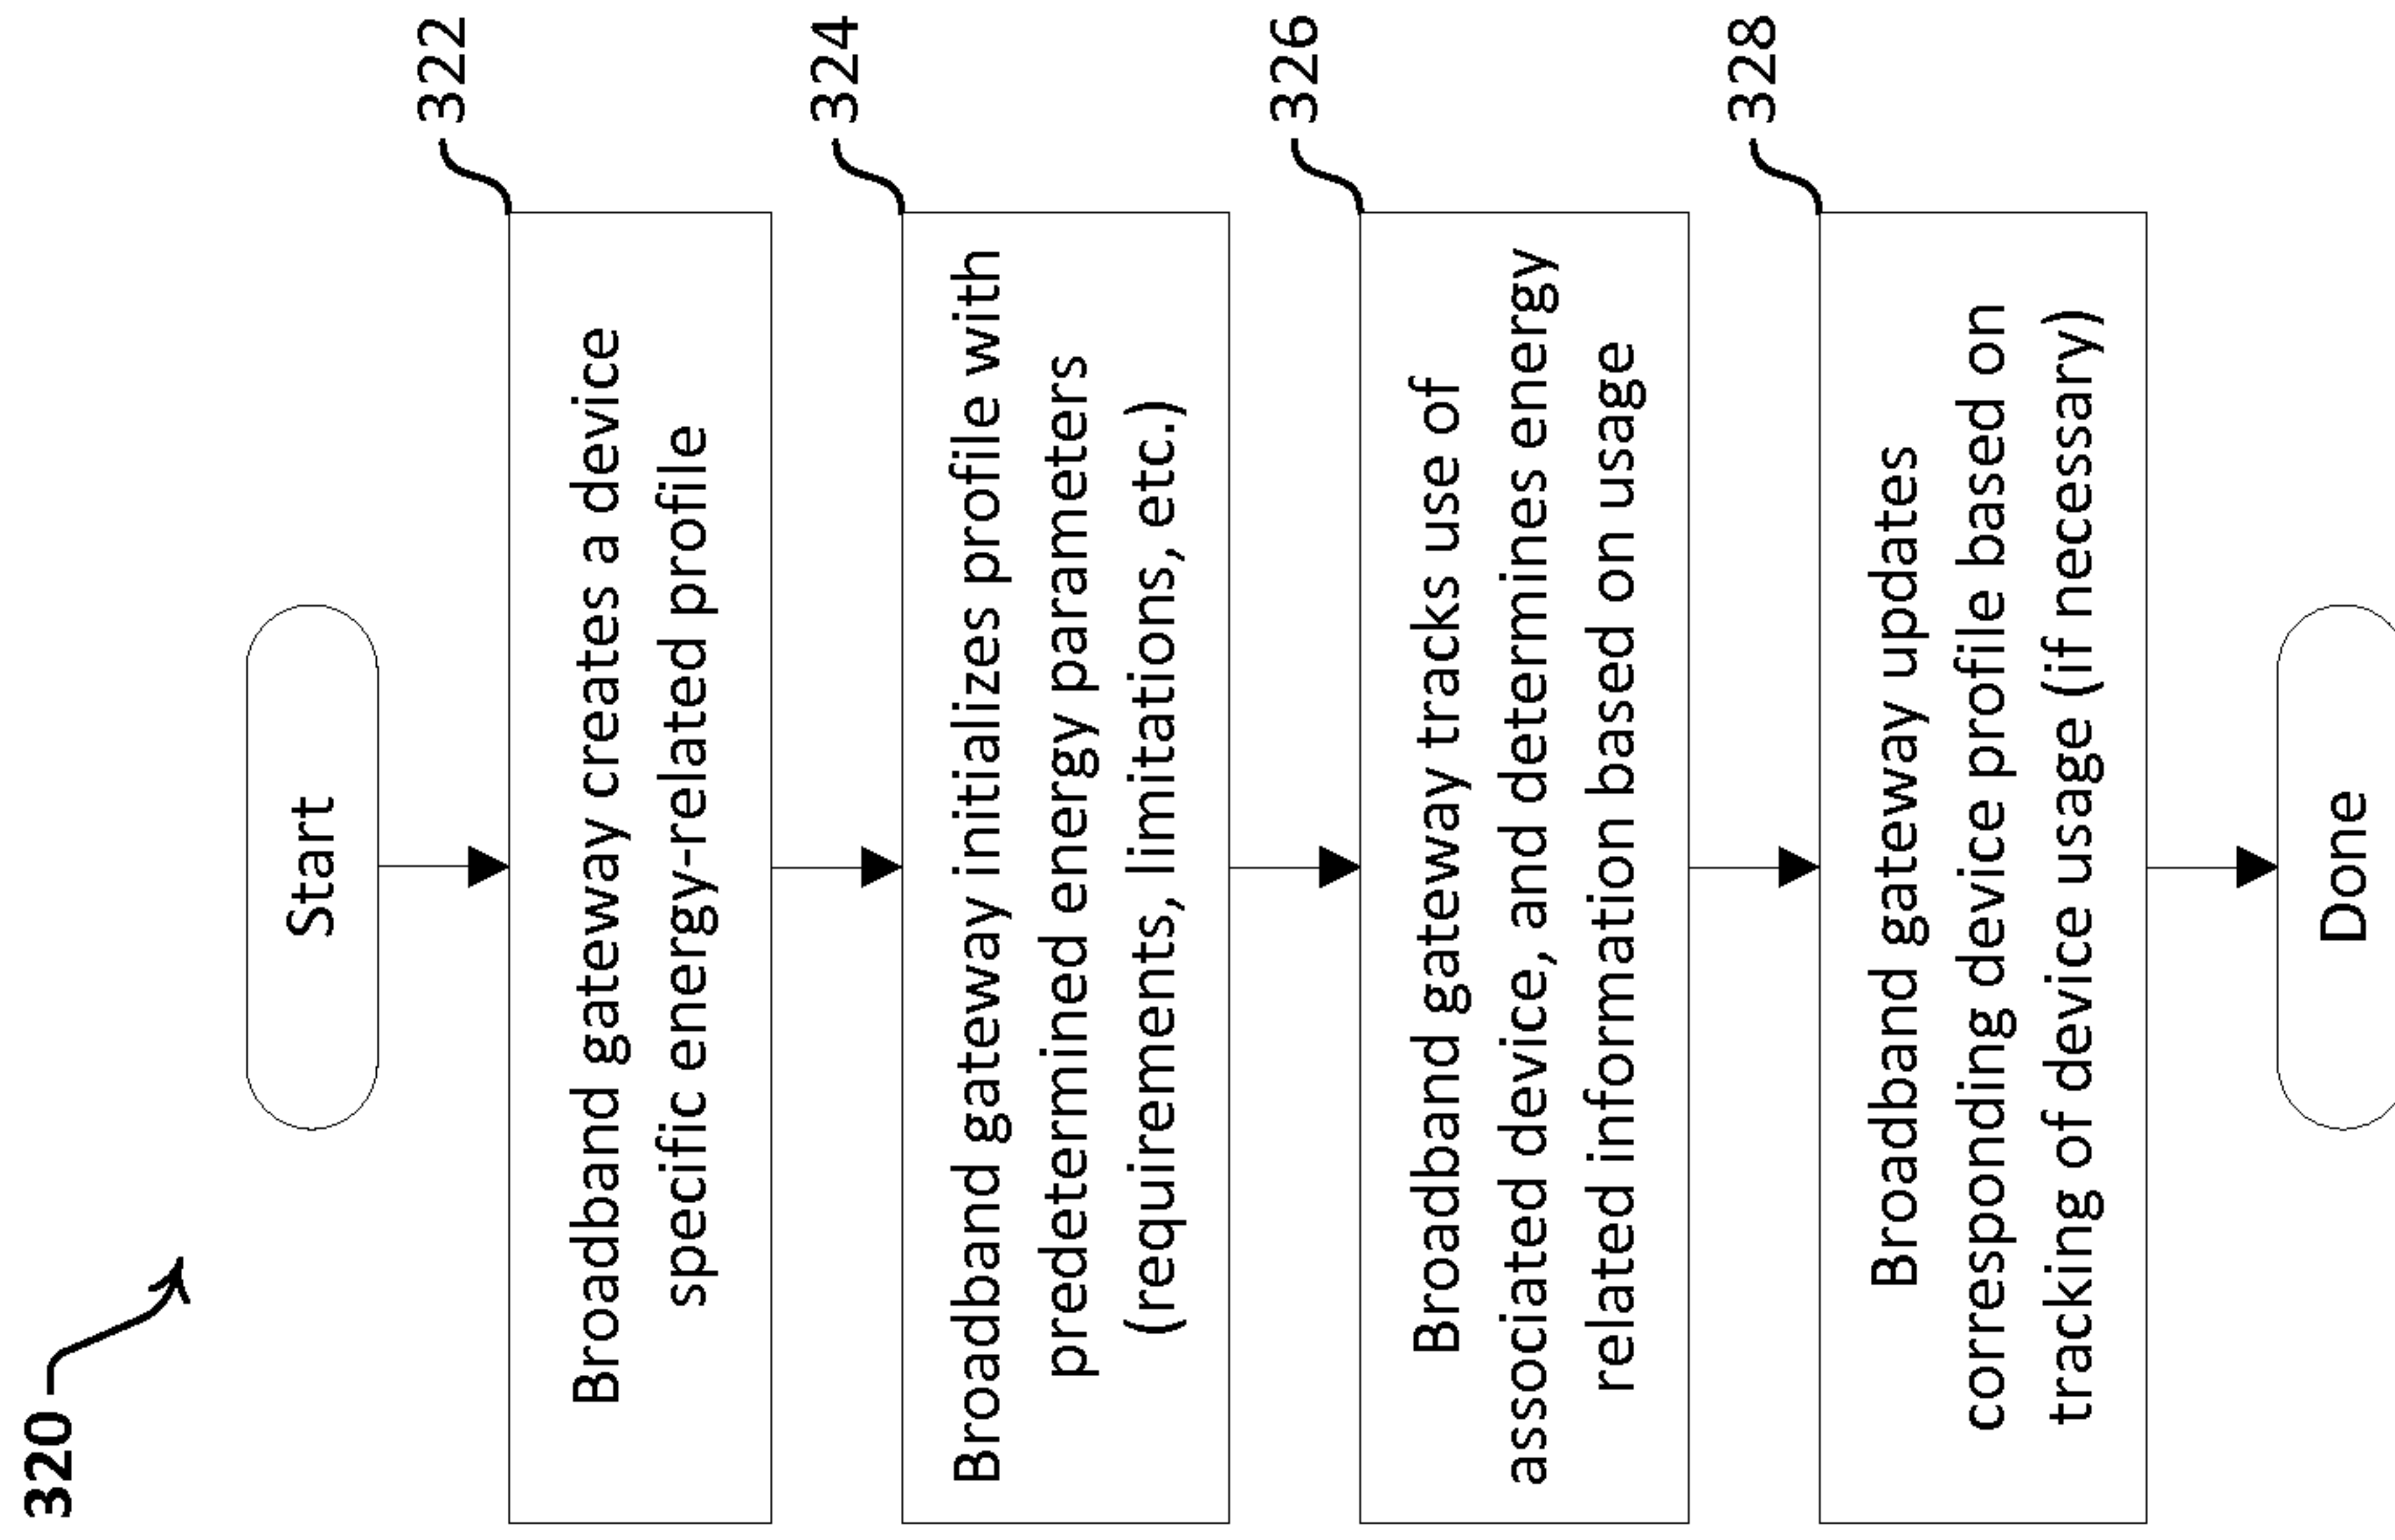 320
Start
322
Broadband gateway creates a device
specific energy-related profile
324
Broadband gateway initializes profile with
predetermined energy parameters
(requirements, limitations, etc.)
326
Broadband gateway tracks use of
associated device, and determines energy
related information based on usage
328
Broadband gateway updates
corresponding device profile based on
tracking of device usage (if necessary)
Done